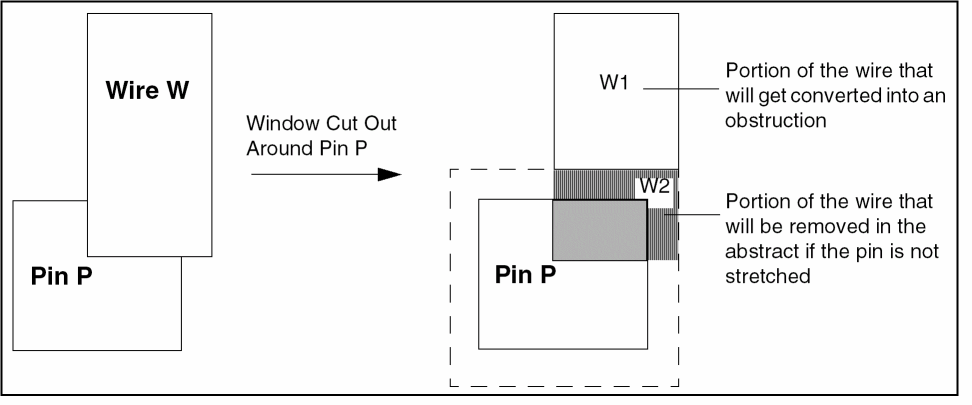 Wire W
Pin P
Window Cut Out
Around Pin P
W1
Portion of the wire that
will get converted into an
obstruction
W2
Portion of the wire that
will be removed in the
abstract if the pin is not
stretched
Pin P